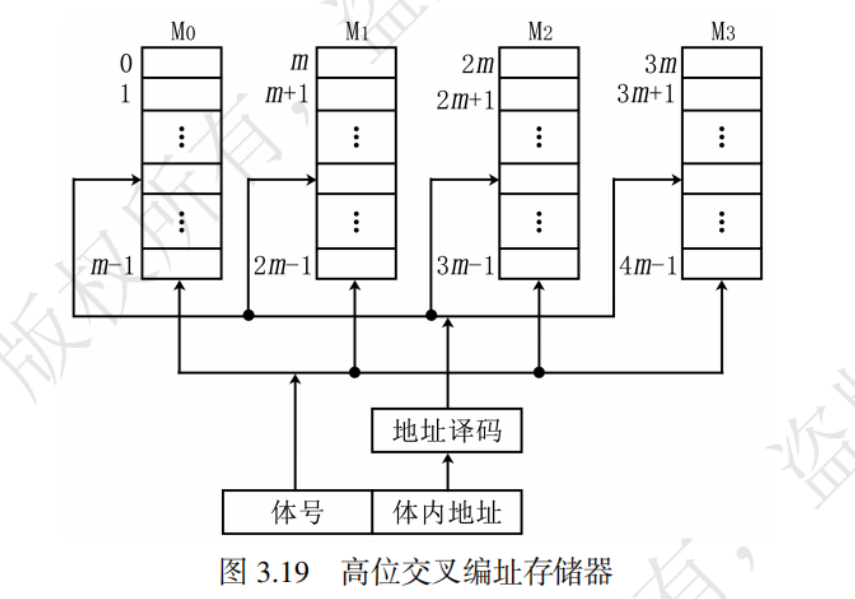 M0 M1 M2 M3
0 m 2m 3m
1 m+1 2m+1 3m+1
m-1 2m-1 3m-1 4m-1
地址译码
体号 体内地址
图 3.19 高位交叉编址存储器
版权所有，盗
有，盗版